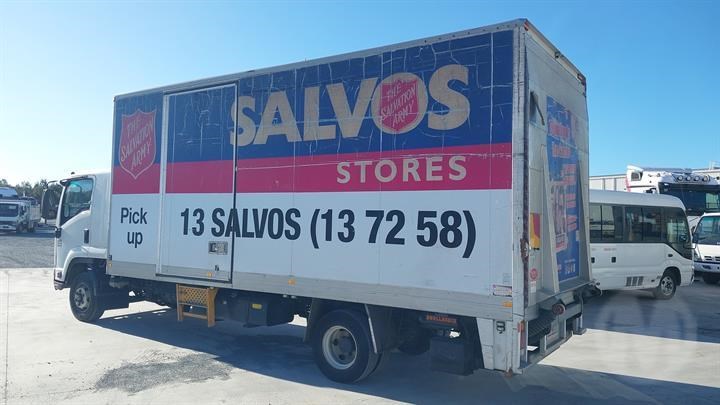 THE
SALVATION
ARMY
SALVOS
THE
SALVATION
ARMY
STORES
Pick
up
13 SALVOS (13 72 58)